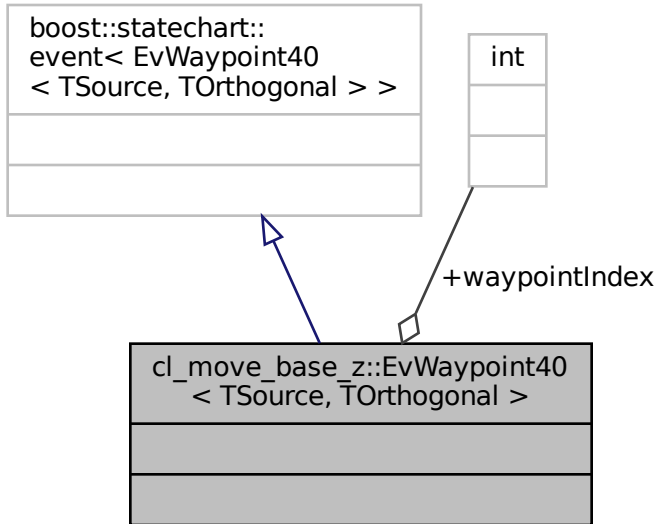 boost::statechart::
event< EvWaypoint40
< TSource, TOrthogonal > >
int
+waypointIndex
cl_move_base_z::EvWaypoint40
< TSource, TOrthogonal >